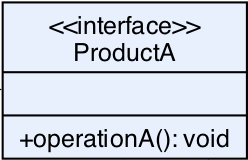 <<interface>>
ProductA
+operationA(): void